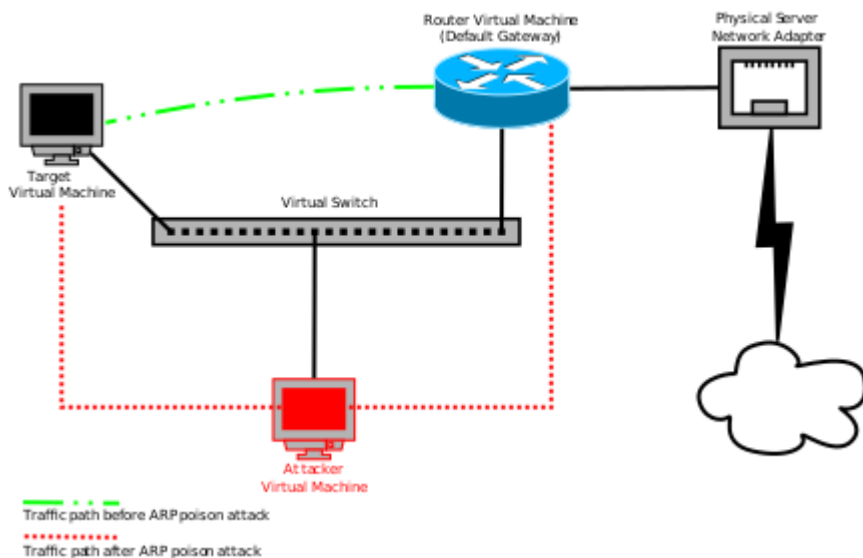 Router Virtual Machine
(Default Gateway)
Physical Server
Network Adapter
Target
Virtual Machine
Virtual Switch
Attacker
Virtual Machine
Traffic path before ARP poison attack
Traffic path after ARP poison attack